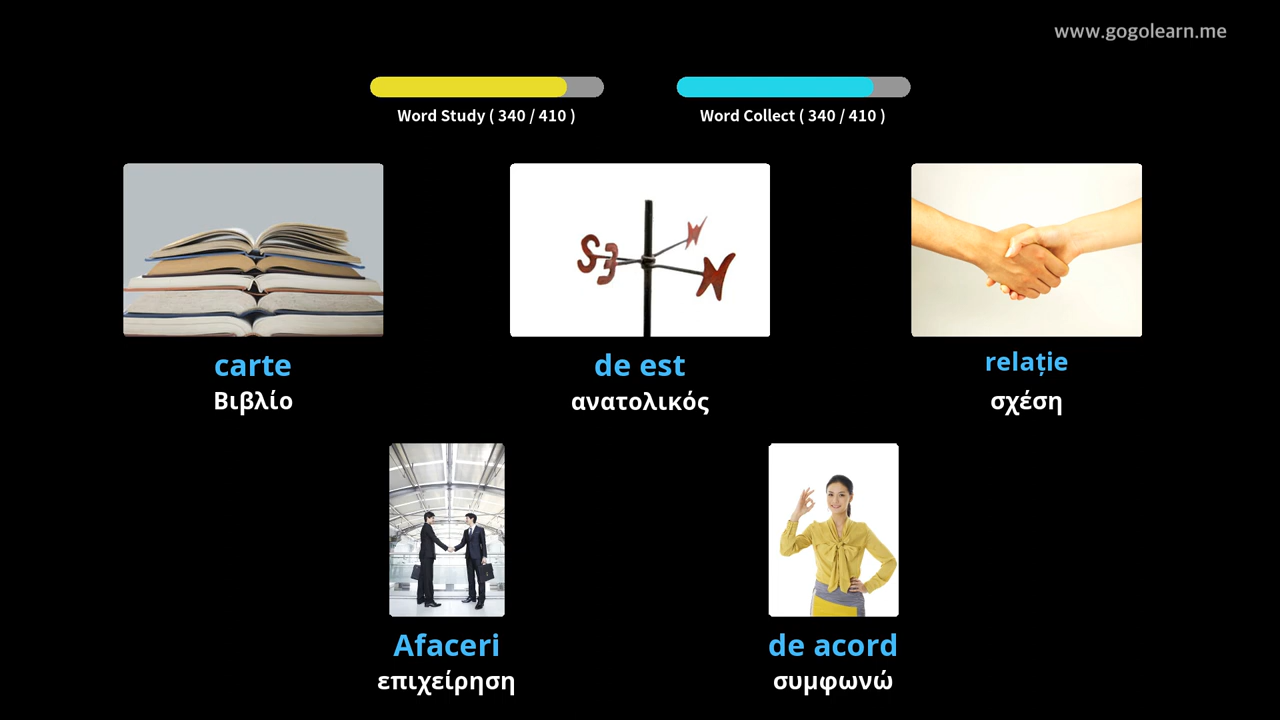 www.gogolearn.me
Word Study ( 340 / 410 )
Word Collect ( 340 / 410 )
carte
Βιβλίο
de est
ανατολικός
relație
σχέση
Afaceri
επιχείρηση
de acord
συμφωνώ